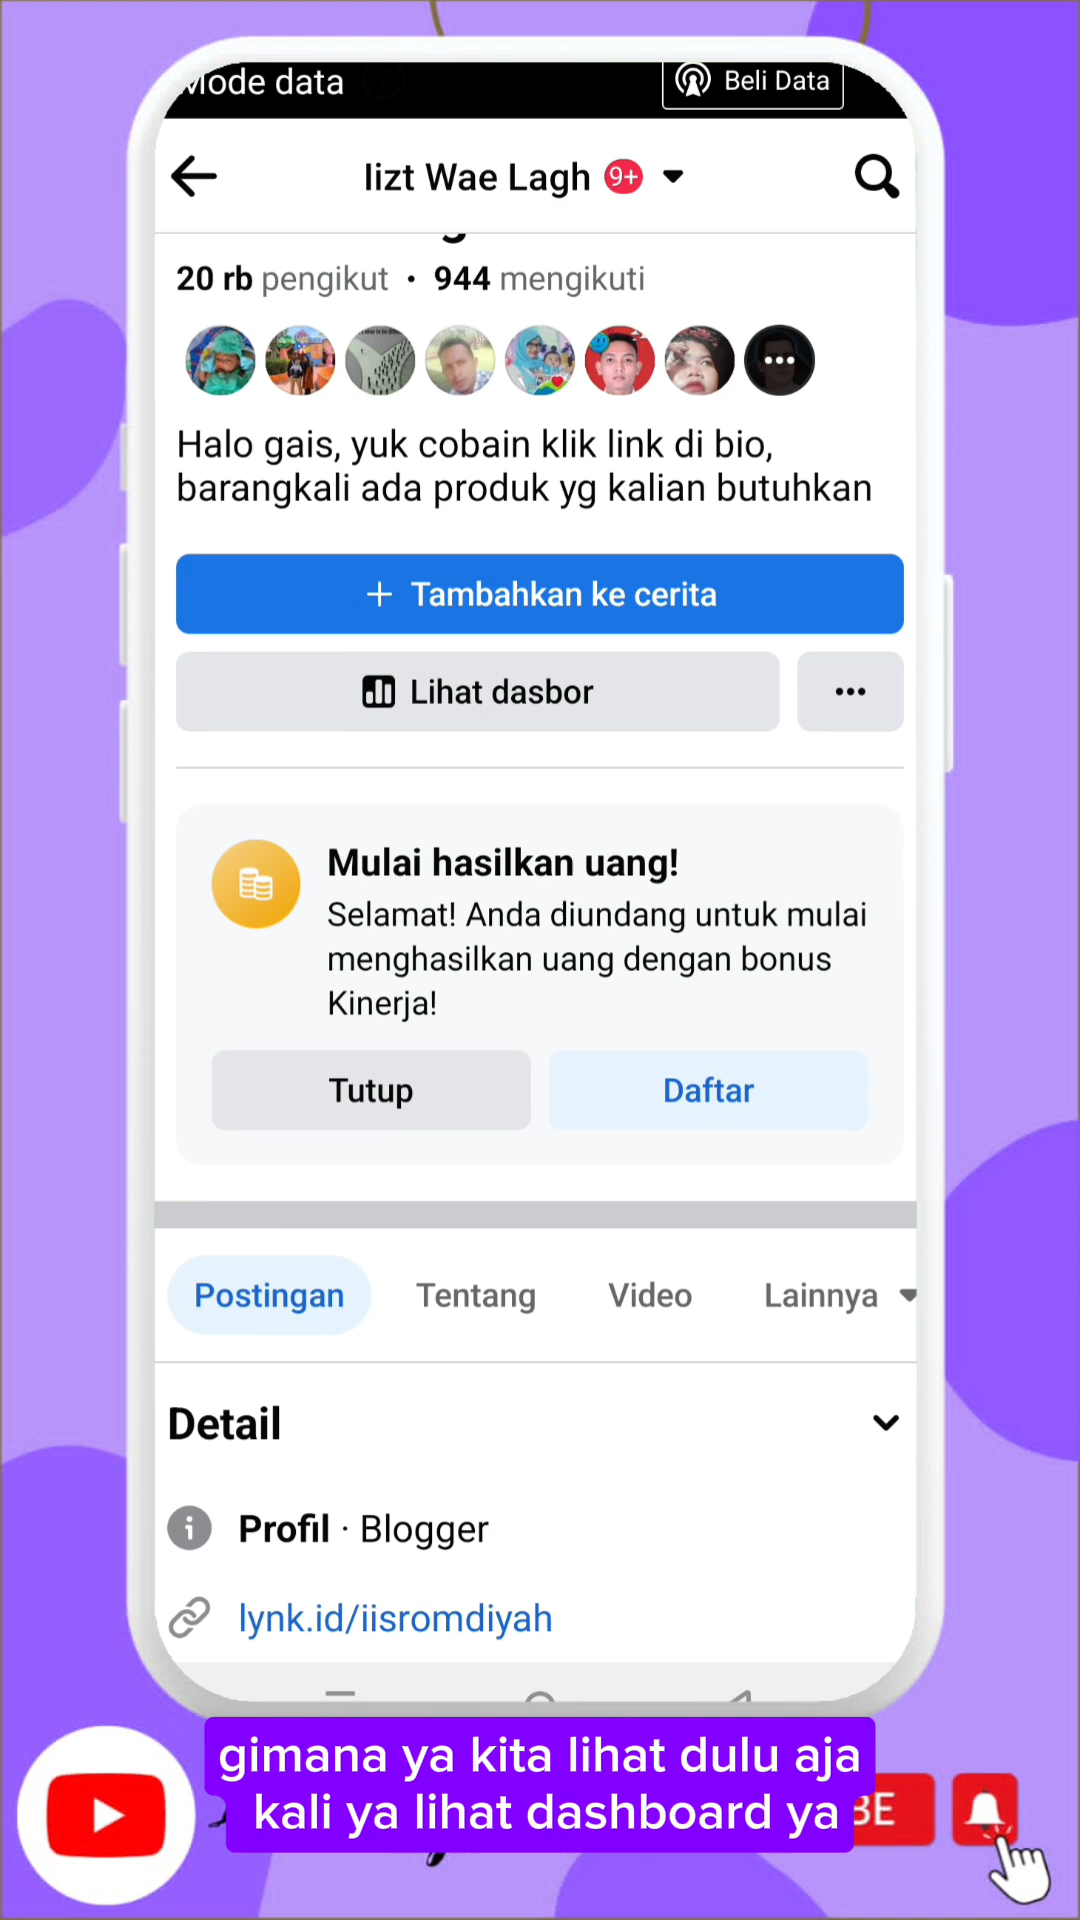 Mode data
Beli Data
Iizt Wae Lagh 9+
20 rb pengikut • 944 mengikuti
Halo gais, yuk cobain klik link di bio,
barangkali ada produk yg kalian butuhkan
+ Tambahkan ke cerita
Lihat dasbor
Mulai hasilkan uang!
Selamat! Anda diundang untuk mulai
menghasilkan uang dengan bonus
Kinerja!
Tutup
Daftar
Postingan
Tentang
Video
Lainnya
Detail
Profil · Blogger
lynk.id/iisromdiyah
gimana ya kita lihat dulu aja
kali ya lihat dashboard ya
BE